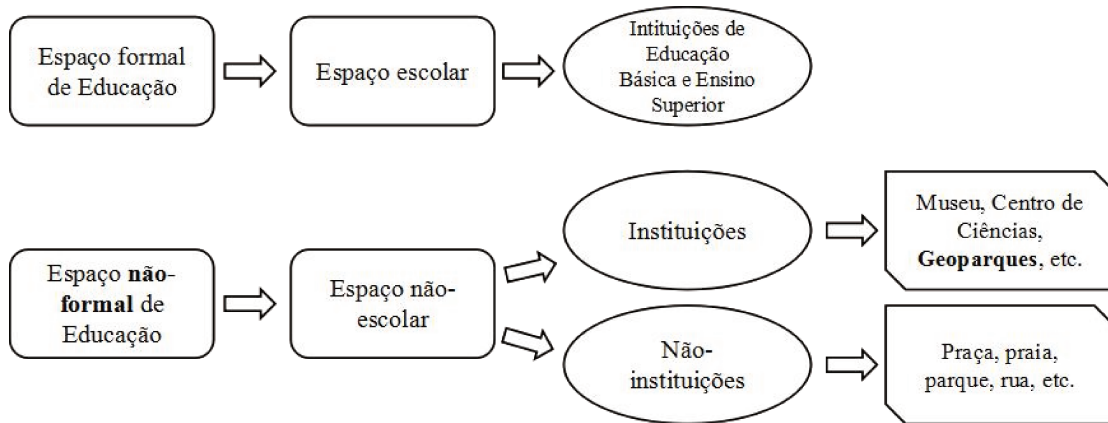 Espaço formal
de Educação
Espaço escolar
Intituições de
Educação
Básica e Ensino
Superior
Espaço não-
formal de
Educação
Espaço não-
escolar
Instituições
Museu, Centro de
Ciências,
Geoparques, etc.
Não-
instituições
Praça, praia,
parque, rua, etc.